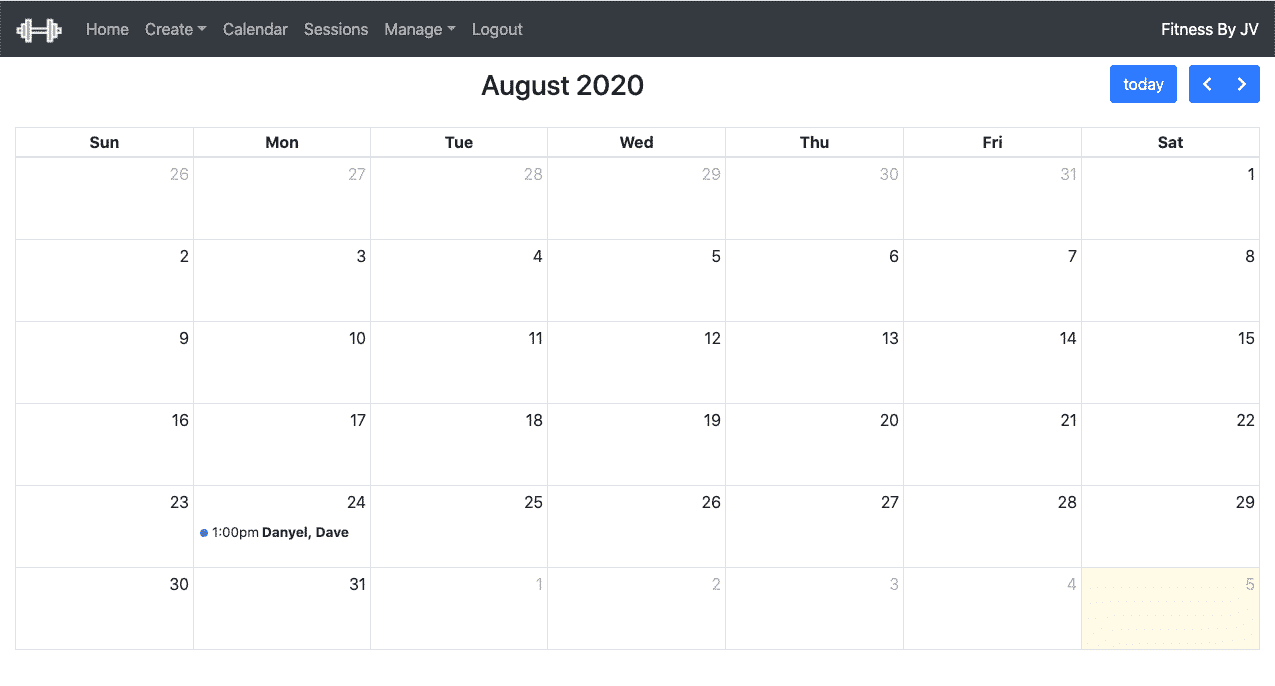 Home Create Calendar Sessions Manage Logout Fitness By JV
August 2020 today
Sun Mon Tue Wed Thu Fri Sat
26 27 28 29 30 31 1
2 3 4 5 6 7 8
9 10 11 12 13 14 15
16 17 18 19 20 21 22
23 24 25 26 27 28 29
1:00pm Danyel, Dave
30 31 1 2 3 4 5